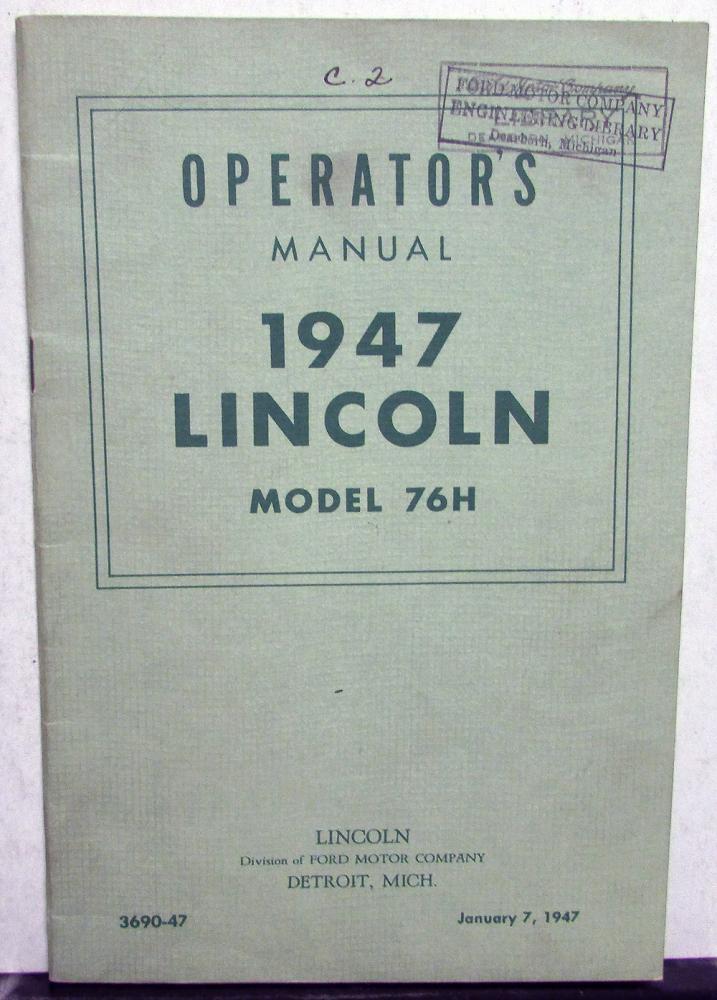 C. 2
FORD MOTOR COMPANY
ENGINEERING LIBRARY
Dearborn, Michigan
OPERATOR'S
MANUAL
1947
LINCOLN
MODEL 76H
LINCOLN
Division of FORD MOTOR COMPANY
DETROIT, MICH.
3690-47 January 7, 1947